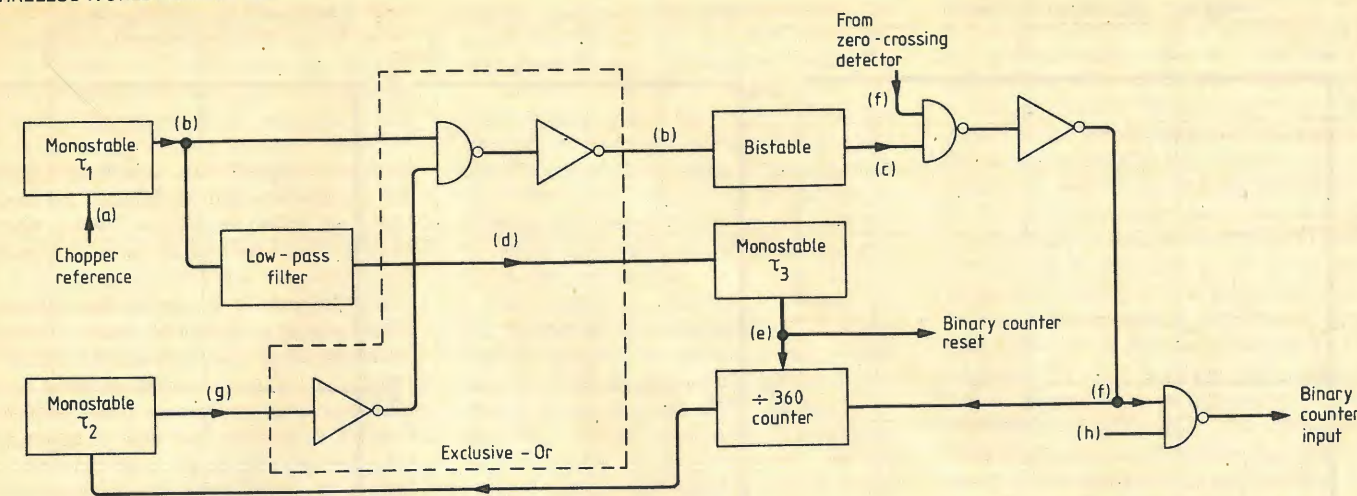 From
zero-crossing
detector
(f)
(b)
Monostable
τ1
(a)
Chopper
reference
Low-pass
filter
(d)
(b)
Bistable
(c)
Monostable
τ3
(e)
Binary counter
reset
Monostable
τ2
(g)
Exclusive-Or
÷ 360
counter
(f)
(h)
Binary
counter
input